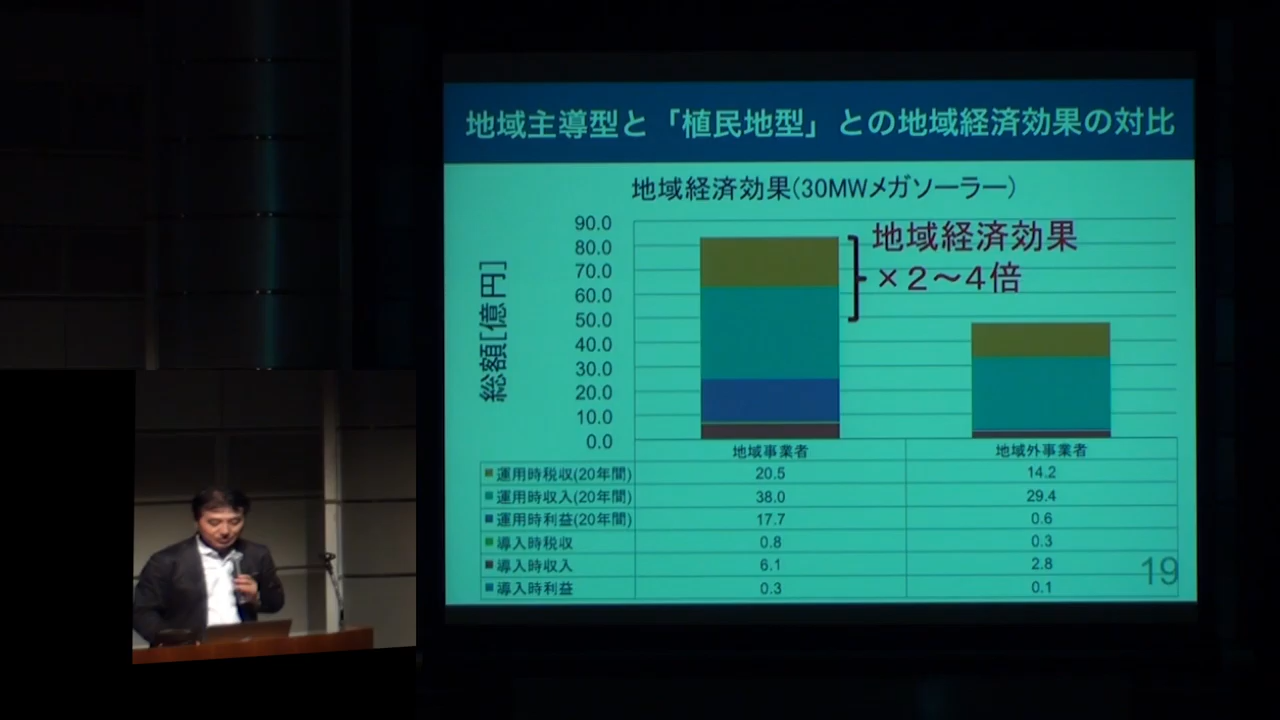 地域主導型と「植民地型」との地域経済効果の対比
地域経済効果(30MWメガソーラー)
地域経済効果
×2～4倍
総額[億円]
90.0
80.0
70.0
60.0
50.0
40.0
30.0
20.0
10.0
0.0
地域事業者 地域外事業者
運用時税収(20年間) 20.5 14.2
運用時収入(20年間) 38.0 29.4
運用時利益(20年間) 17.7 0.6
導入時税収 0.8 0.3
導入時収入 6.1 2.8
導入時利益 0.3 0.1
19